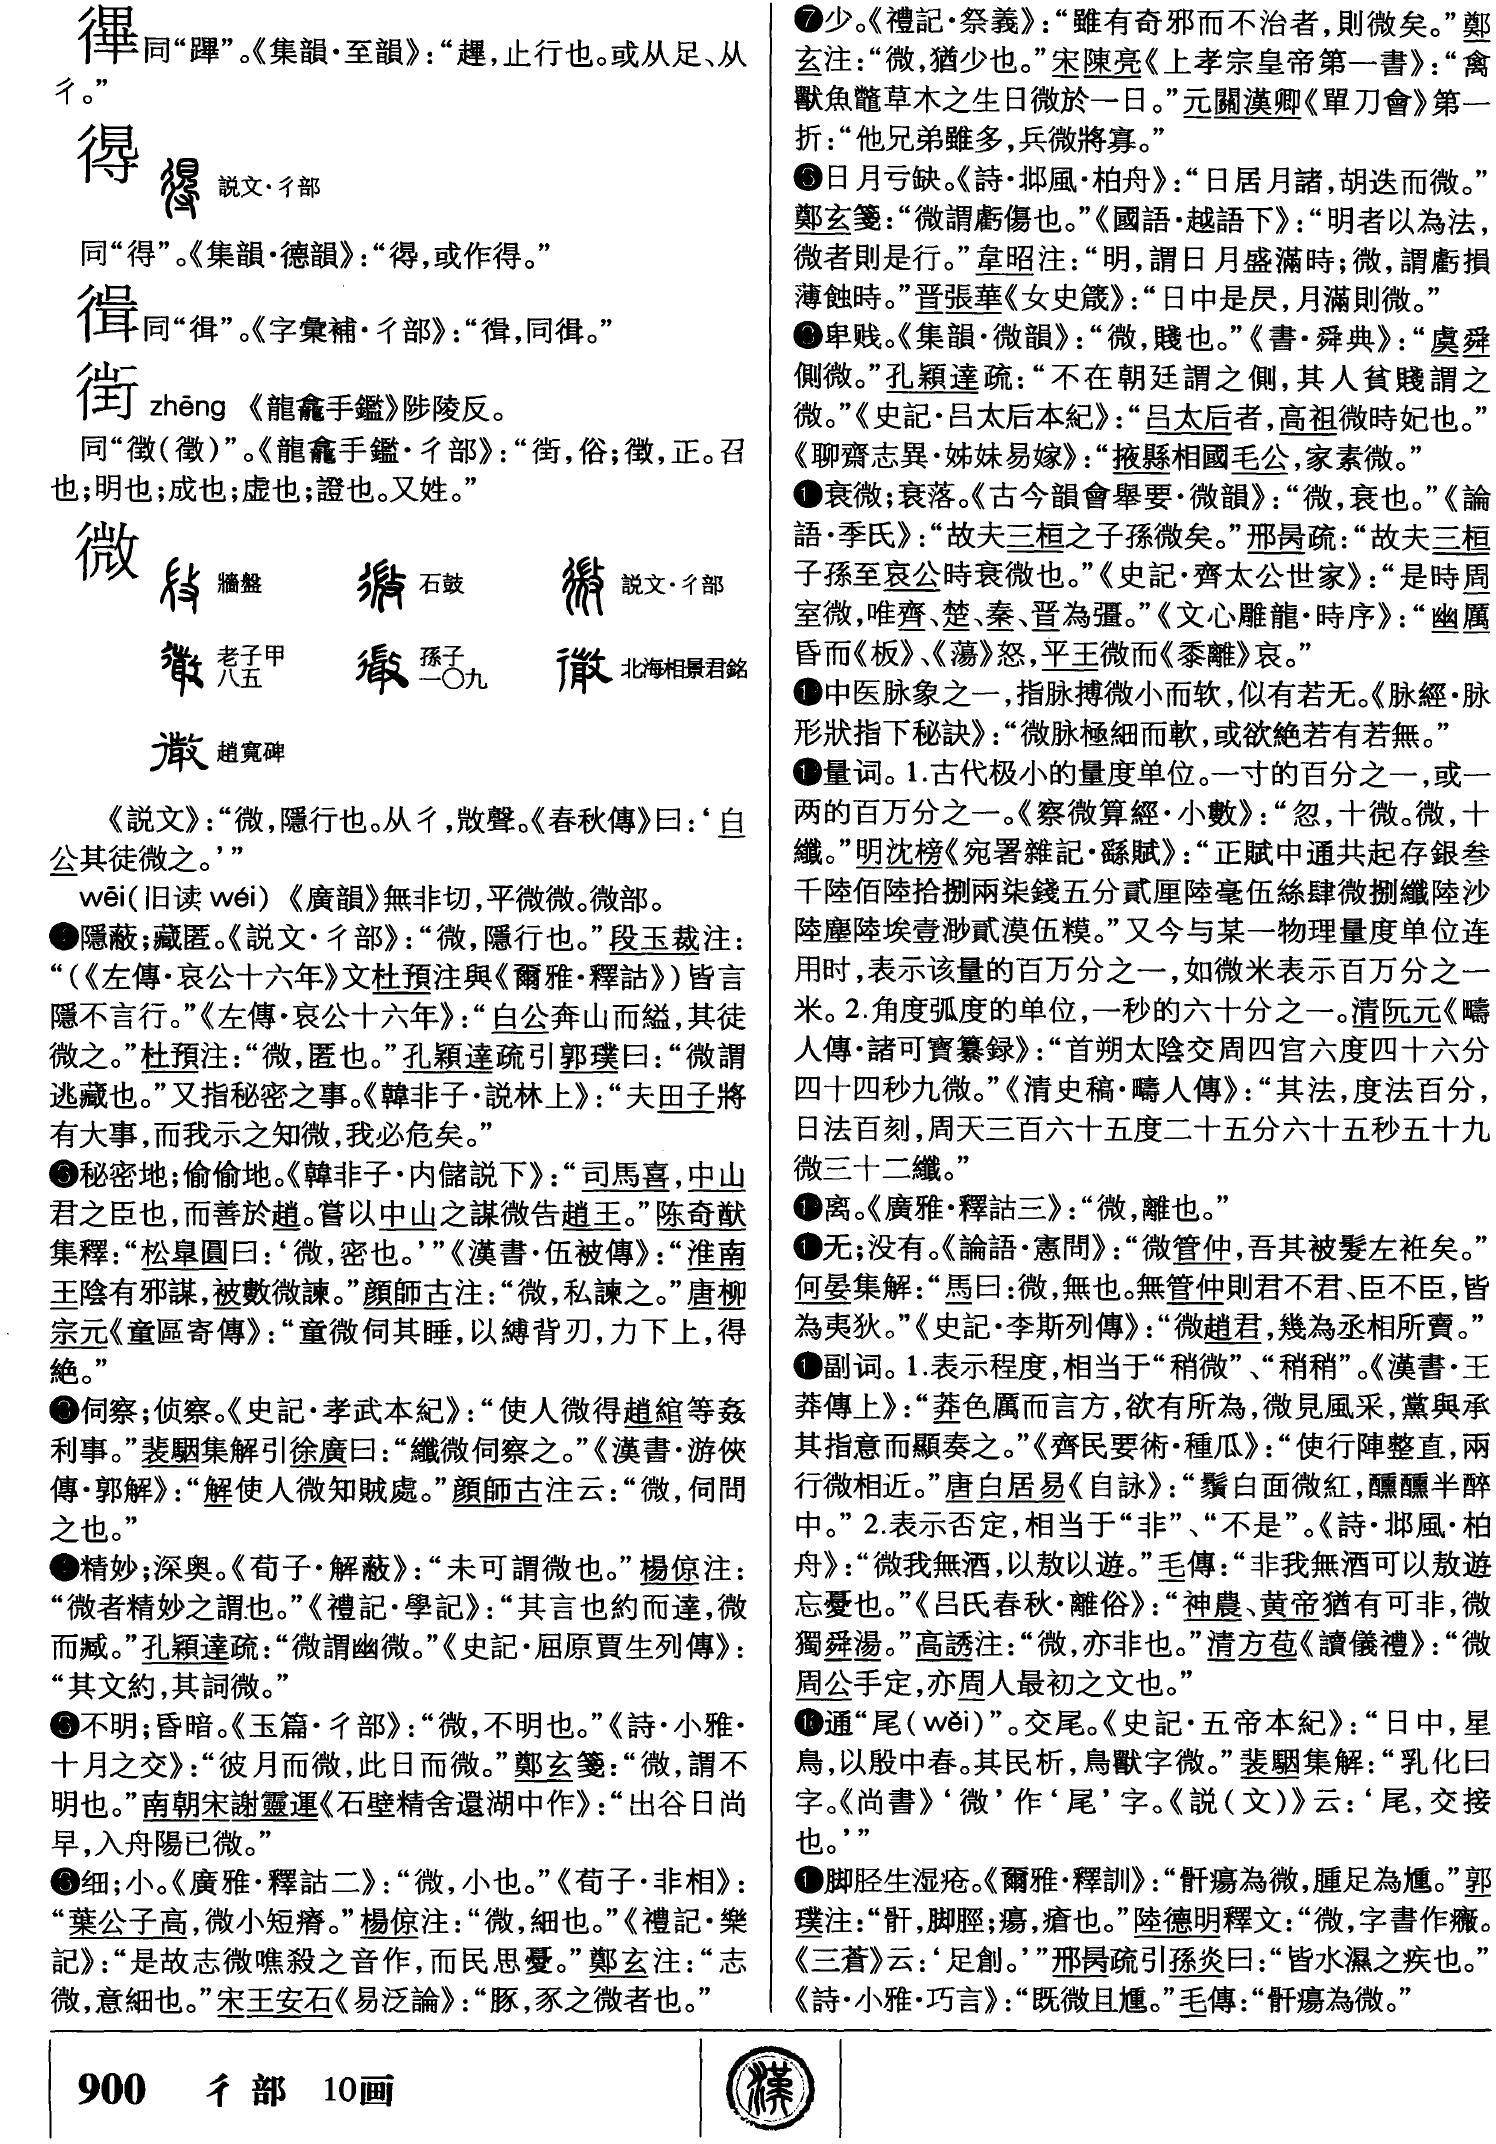 彃同“蹕”。《集韻·至韻》：“趩，止行也。或从足、从
彳。”
㝶 説文·彳部
同“得”。《集韻·德韻》：“㝶，或作得。”
同“徣”。《字彙補·彳部》：“，同徣。”
zhēng 《龍龕手鑑》陟陵反。
同“徵（徴）”。《龍龕手鑑·彳部》：“，俗；徵，正。召
也；明也；成也；虚也；證也。又姓。”
微 牆盤 石鼓 説文·彳部
老子甲八五 孫子一〇九 北海相景君銘
趙寬碑
《説文》：“微，隱行也。从彳，𢼸聲。《春秋傳》曰：‘白
公其徒微之。’”
wēi（旧读wéi） 《廣韻》無非切，平微微。微部。
❶隱蔽；藏匿。《説文·彳部》：“微，隱行也。”段玉裁注：
“（《左傳·哀公十六年》文杜預注與《爾雅·釋詁》）皆言
隱不言行。”《左傳·哀公十六年》：“白公奔山而縊，其徒
微之。”杜預注：“微，匿也。”孔穎達疏引郭璞曰：“微謂
逃藏也。”又指秘密之事。《韓非子·説林上》：“夫田子將
有大事，而我示之知微，我必危矣。”
❷秘密地；偷偷地。《韓非子·内儲説下》：“司馬喜，中山
君之臣也，而善於趙。嘗以中山之謀微告趙王。”陈奇猷
集釋：“松皐圓曰：‘微，密也。’”《漢書·伍被傳》：“淮南
王陰有邪謀，被數微諫。”顔師古注：“微，私諫之。”唐柳
宗元《童區寄傳》：“童微伺其睡，以縛背刃，力下上，得
絶。”
❸伺察；侦察。《史記·孝武本紀》：“使人微得趙綰等姦
利事。”裴駰集解引徐廣曰：“纖微伺察之。”《漢書·游俠
傳·郭解》：“解使人微知賊處。”顔師古注云：“微，伺問
之也。”
❹精妙；深奥。《荀子·解蔽》：“未可謂微也。”楊倞注：
“微者精妙之謂也。”《禮記·學記》：“其言也約而達，微
而臧。”孔穎達疏：“微謂幽微。”《史記·屈原賈生列傳》：
“其文約，其詞微。”
❺不明；昏暗。《玉篇·彳部》：“微，不明也。”《詩·小雅·
十月之交》：“彼月而微，此日而微。”鄭玄箋：“微，謂不
明也。”南朝宋謝靈運《石壁精舍還湖中作》：“出谷日尚
早，入舟陽已微。”
❻细；小。《廣雅·釋詁二》：“微，小也。”《荀子·非相》：
“葉公子高，微小短瘠。”楊倞注：“微，細也。”《禮記·樂
記》：“是故志微噍殺之音作，而民思憂。”鄭玄注：“志
微，意細也。”宋王安石《易泛論》：“豚，豕之微者也。”
❼少。《禮記·祭義》：“雖有奇邪而不治者，則微矣。”鄭
玄注：“微，猶少也。”宋陳亮《上孝宗皇帝第一書》：“禽
獸魚鼈草木之生日微於一日。”元關漢卿《單刀會》第一
折：“他兄弟雖多，兵微將寡。”
❽日月亏缺。《詩·邶風·柏舟》：“日居月諸，胡迭而微。”
鄭玄箋：“微謂虧傷也。”《國語·越語下》：“明者以為法，
微者則是行。”韋昭注：“明，謂日月盛滿時；微，謂虧損
薄蝕時。”晋張華《女史箴》：“日中是昃，月滿則微。”
❾卑贱。《集韻·微韻》：“微，賤也。”《書·舜典》：“虞舜
側微。”孔穎達疏：“不在朝廷謂之側，其人貧賤謂之
微。”《史記·吕太后本紀》：“吕太后者，高祖微時妃也。”
《聊齋志異·姊妹易嫁》：“掖縣相國毛公，家素微。”
❿衰微；衰落。《古今韻會舉要·微韻》：“微，衰也。”《論
語·季氏》：“故夫三桓之子孫微矣。”邢昺疏：“故夫三桓
子孫至哀公時衰微也。”《史記·齊太公世家》：“是時周
室微，唯齊、楚、秦、晋為彊。”《文心雕龍·時序》：“幽厲
昏而《板》、《蕩》怒，平王微而《黍離》哀。”
⓫中医脉象之一，指脉搏微小而软，似有若无。《脉經·脉
形狀指下秘訣》：“微脉極細而軟，或欲絶若有若無。”
⓬量词。1.古代极小的量度单位。一寸的百万分之一，或一
两的百万分之一。《察微算經·小數》：“忽，十微。微，十
纖。”明沈榜《宛署雜記·繇賦》：“正賦中通共起存銀叁
千陸佰陸拾捌兩柒錢五分貳厘陸毫伍絲肆微捌纖陸沙
陸塵陸埃壹渺貳漠伍糢。”又今与某一物理量度单位连
用时，表示该量的百万分之一，如微米表示百万分之一
米。2.角度弧度的单位，一秒的六十分之一。清阮元《疇
人傳·諸可寳纂録》：“首朔太陰交周四宫六度四十六分
四十四秒九微。”《清史稿·疇人傳》：“其法，度法百分，
日法百刻，周天三百六十五度二十五分六十五秒五十九
微三十二纖。”
⓭离。《廣雅·釋詁三》：“微，離也。”
⓮无；没有。《論語·憲問》：“微管仲，吾其被髮左袵矣。”
何晏集解：“馬曰：微，無也。無管仲則君不君、臣不臣，皆
為夷狄。”《史記·李斯列傳》：“微趙君，幾為丞相所賣。”
⓯副词。1.表示程度，相当于“稍微”、“稍稍”。《漢書·王
莽傳上》：“莽色厲而言方，欲有所為，微見風采，黨與承
其指意而顯奏之。”《齊民要術·種瓜》：“使行陣整直，兩
行微相近。”唐白居易《自詠》：“鬚白面微紅，醺醺半醉
中。” 2.表示否定，相当于“非”、“不是”。《詩·邶風·柏
舟》：“微我無酒，以敖以遊。”毛傳：“非我無酒可以敖遊
忘憂也。”《吕氏春秋·離俗》：“神農、黄帝猶有可非，微
獨舜湯。”高誘注：“微，亦非也。”清方苞《讀儀禮》：“微
周公手定，亦周人最初之文也。”
⓰通“尾（wěi）”。交尾。《史記·五帝本紀》：“日中，星
鳥，以殷中春。其民析，鳥獸字微。”裴駰集解：“乳化曰
字。《尚書》‘微’作‘尾’字。《説（文）》云：‘尾，交接
也。’”
⓱脚胫生湿疮。《爾雅·釋訓》：“骭瘍為微，腫足為尰。”郭
璞注：“骭，脚脛；瘍，瘡也。”陸德明釋文：“微，字書作癓。
《三蒼》云：‘足創。’”邢昺疏引孫炎曰：“皆水濕之疾也。”
《詩·小雅·巧言》：“既微且尰。”毛傳：“骭瘍為微。”
900 彳部 10画
漢